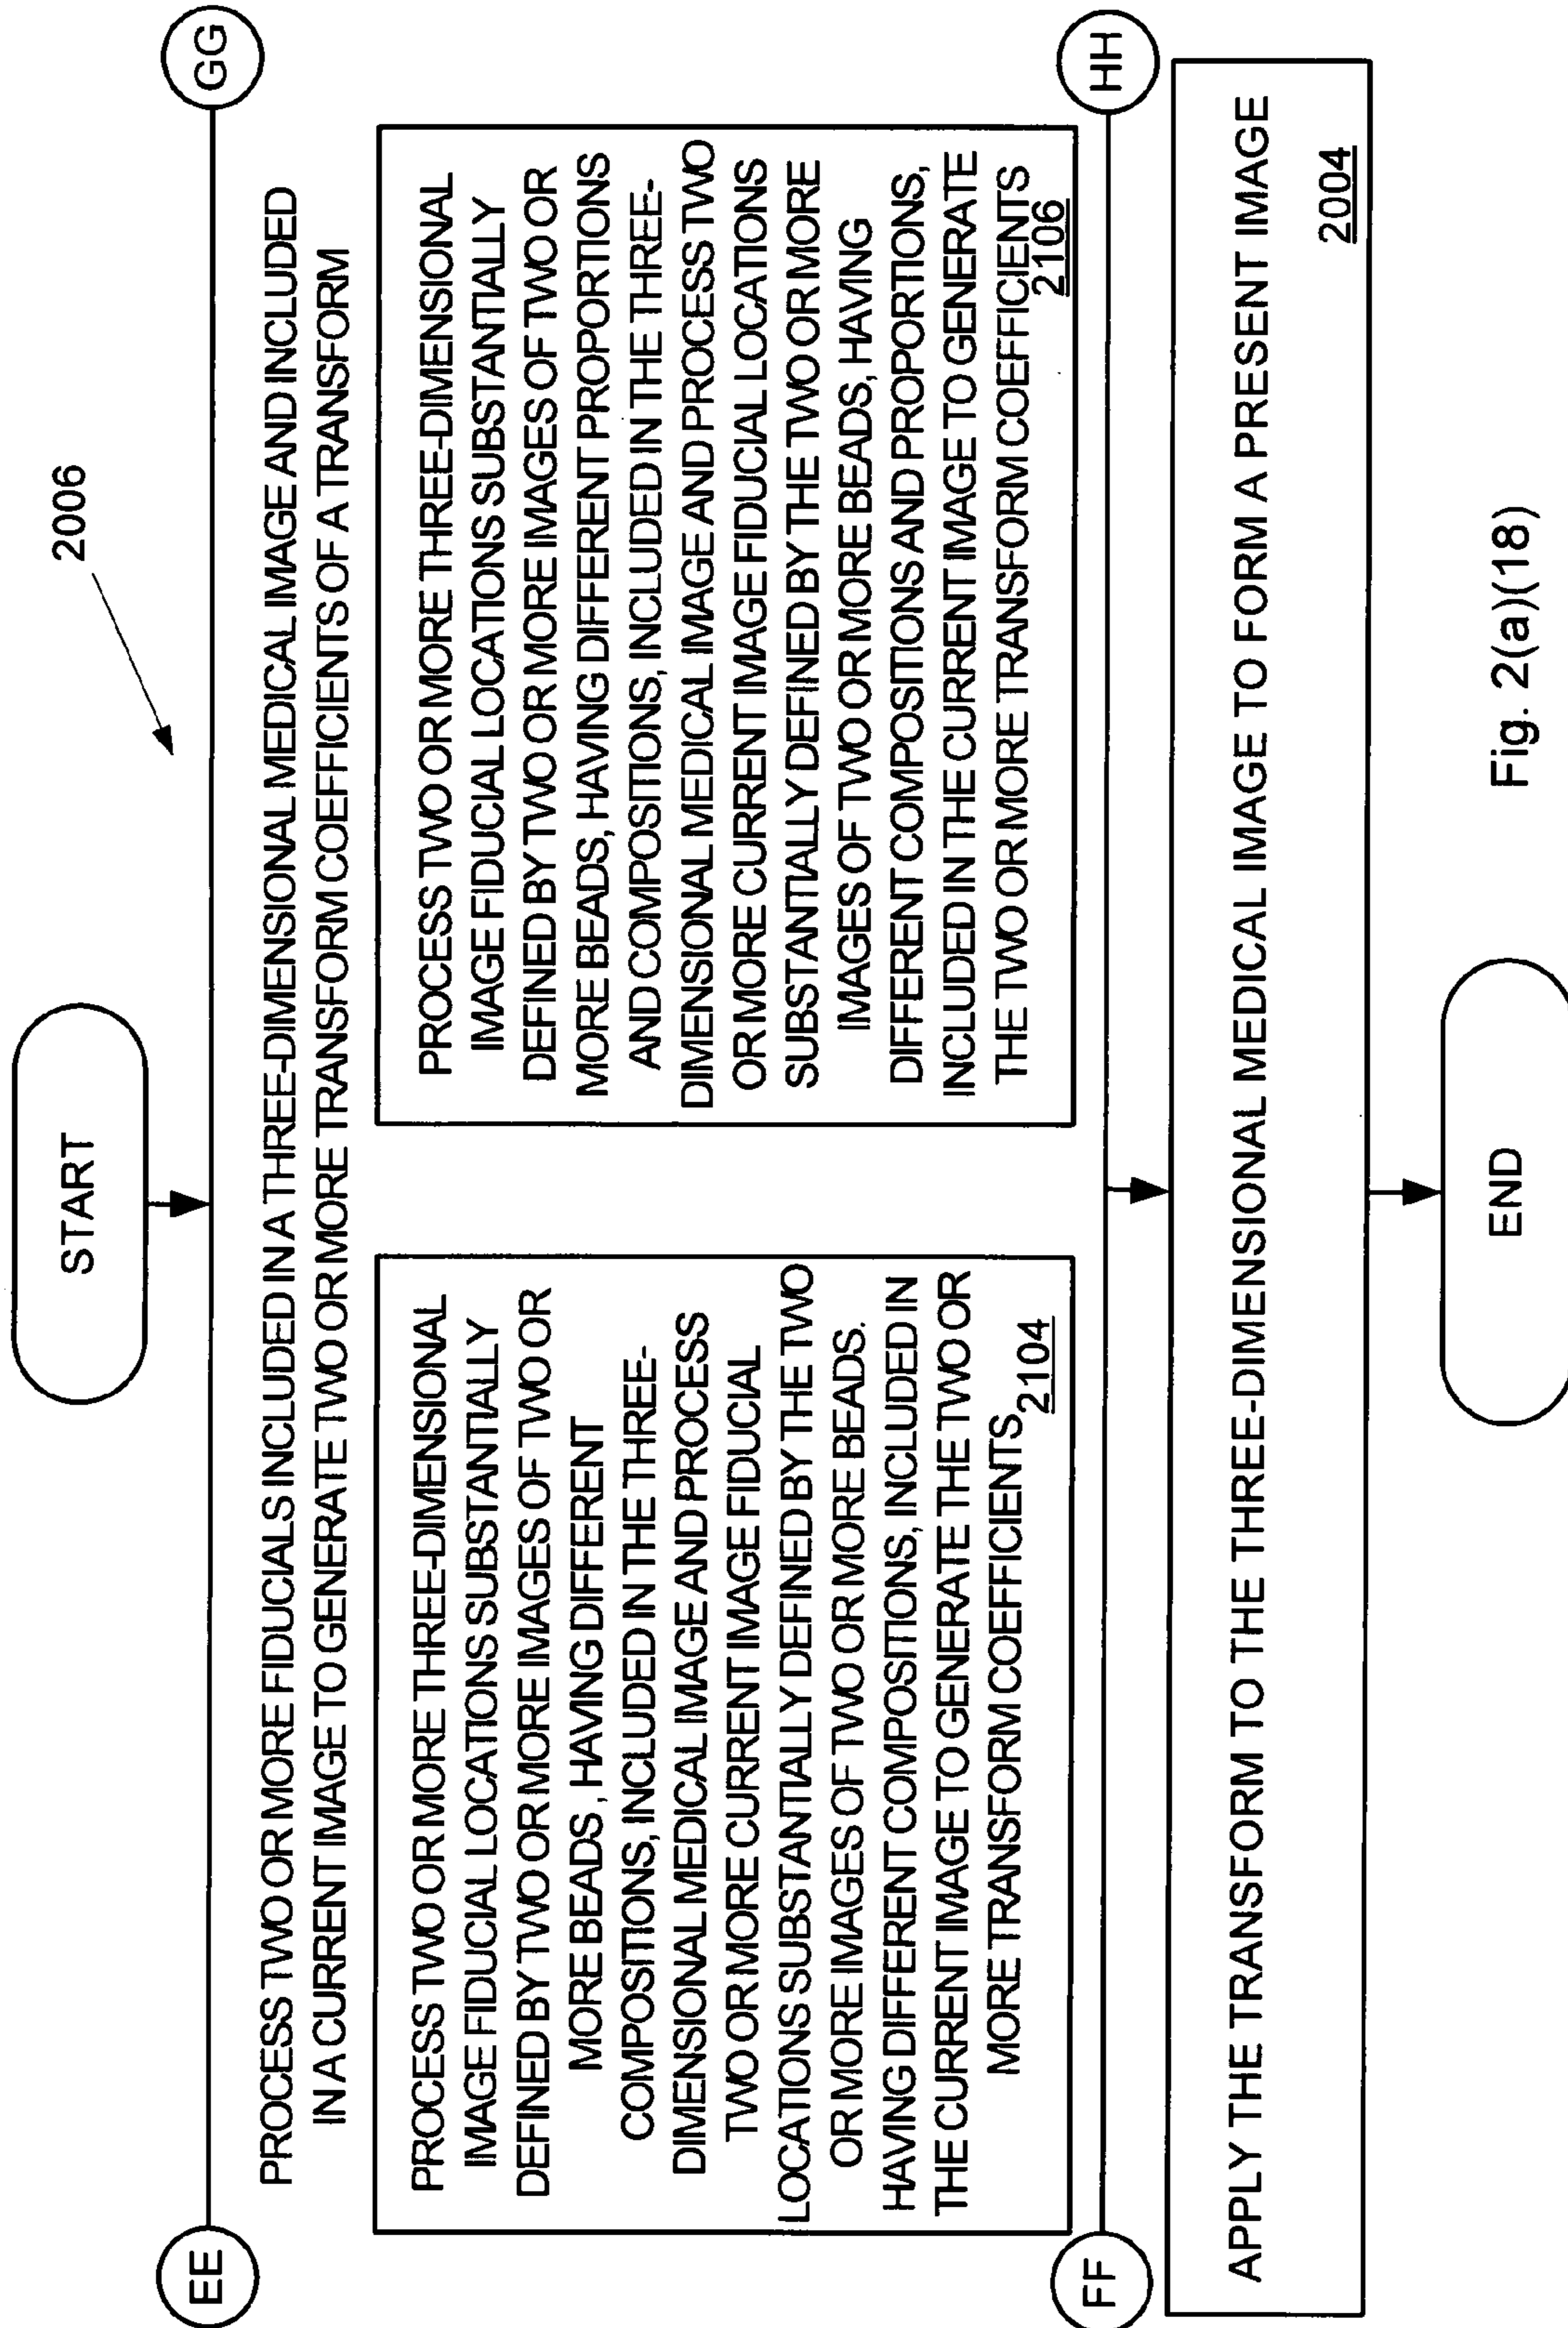 START
2006
EE
GG
PROCESS TWO OR MORE FIDUCIALS INCLUDED IN A THREE-DIMENSIONAL MEDICAL IMAGE AND INCLUDED
IN A CURRENT IMAGE TO GENERATE TWO OR MORE TRANSFORM COEFFICIENTS OF A TRANSFORM
PROCESS TWO OR MORE THREE-DIMENSIONAL
IMAGE FIDUCIAL LOCATIONS SUBSTANTIALLY
DEFINED BY TWO OR MORE IMAGES OF TWO OR
MORE BEADS , HAVING DIFFERENT
COMPOSITIONS, INCLUDED IN THE THREE-
DIMENSIONAL MEDICAL IMAGE AND PROCESS
TWO OR MORE CURRENT IMAGE FIDUCIAL
LOCATIONS SUBSTANTIALLY DEFINED BY THE TWO
OR MORE IMAGES OF TWO OR MORE BEADS.
HAVING DIFFERENT COMPOSITIONS, INCLUDED IN
THE CURRENT IMAGE TO GENERATE THE TWO OR
MORE TRANSFORM COEFFICIENTS
2104
PROCESS TWO OR MORE THREE-DIMENSIONAL
IMAGE FIDUCIAL LOCATIONS SUBSTANTIALLY
DEFINED BY TWO OR MORE IMAGES OF TWO OR
MORE BEADS, HAVING DIFFERENT PROPORTIONS
AND COMPOSITIONS, INCLUDED IN THE THREE-
DIMENSIONAL MEDICAL IMAGE AND PROCESS TWO
OR MORE CURRENT IMAGE FIDUCIAL LOCATIONS
SUBSTANTIALLY DEFINED BY THE TWO OR MORE
IMAGES OF TWO OR MORE BEADS, HAVING
DIFFERENT COMPOSITIONS AND PROPORTIONS,
INCLUDED IN THE CURRENT IMAGE TO GENERATE
THE TWO OR MORE TRANSFORM COEFFICIENTS
2106
FF
HH
APPLY THE TRANSFORM TO THE THREE-DIMENSIONAL MEDICAL IMAGE TO FORM A PRESENT IMAGE
2004
END
Fig. 2(a)(18)